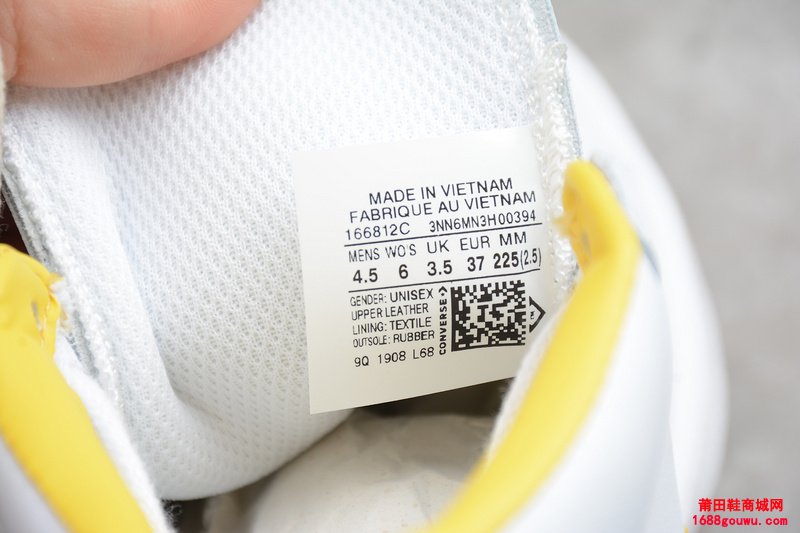 MADE IN VIETNAM
FABRIQUE AU VIETNAM
166812C 3NN6MN3H00394
MENS WO'S UK EUR MM
4.5 6 3.5 37 225(2.5)
GENDER: UNISEX
UPPER LEATHER
LINING: TEXTILE
OUTSOLE: RUBBER
CONVERSE
9Q 1908 L68
莆田鞋商城网
1688gouwu.com